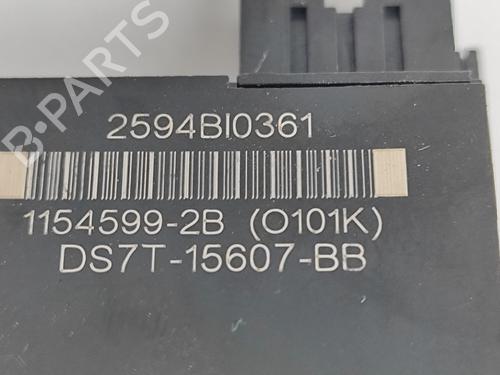 B-PARTS
2594BI0361
1154599-2B (O101K)
DS7T-15607-BB